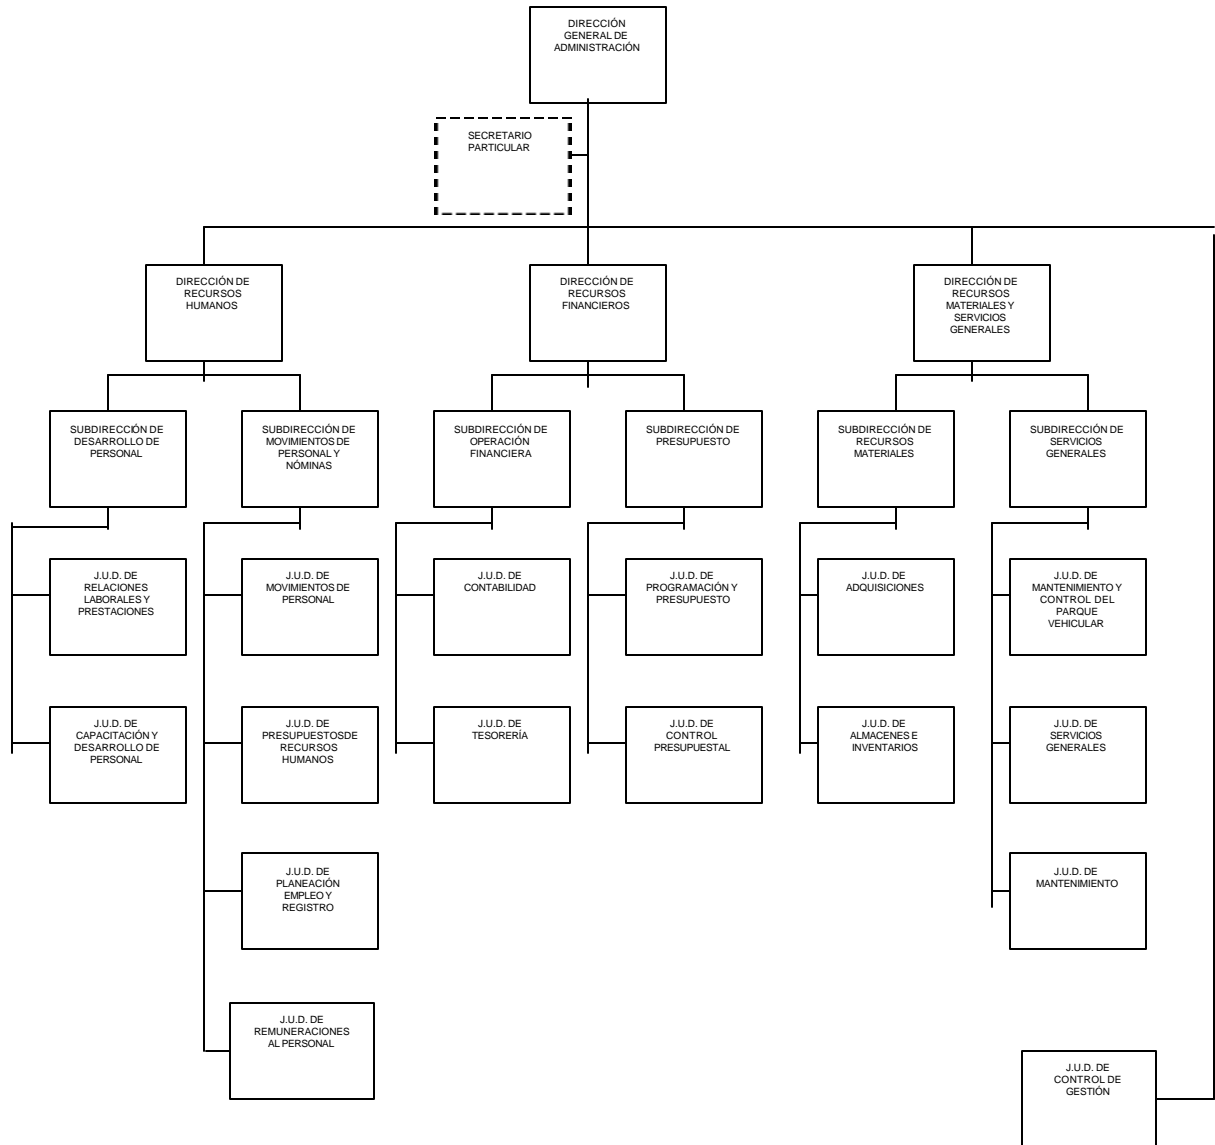 DIRECCIÓN
GENERAL DE
ADMINISTRACIÓN
SECRETARIO
PARTICULAR
DIRECCIÓN DE
RECURSOS
HUMANOS
DIRECCIÓN DE
RECURSOS
FINANCIEROS
DIRECCIÓN DE
RECURSOS
MATERIALES Y
SERVICIOS
GENERALES
SUBDIRECCIÓN DE
DESARROLLO DE
PERSONAL
SUBDIRECCIÓN DE
MOVIMIENTOS DE
PERSONAL Y
NÓMINAS
SUBDIRECCIÓN DE
OPERACIÓN
FINANCIERA
SUBDIRECCIÓN DE
PRESUPUESTO
SUBDIRECCIÓN DE
RECURSOS
MATERIALES
SUBDIRECCIÓN DE
SERVICIOS
GENERALES
J.U.D. DE
RELACIONES
LABORALES Y
PRESTACIONES
J.U.D. DE
MOVIMIENTOS DE
PERSONAL
J.U.D. DE
CONTABILIDAD
J.U.D. DE
PROGRAMACIÓN Y
PRESUPUESTO
J.U.D. DE
ADQUISICIONES
J.U.D. DE
MANTENIMIENTO Y
CONTROL DEL
PARQUE
VEHICULAR
J.U.D. DE
CAPACITACIÓN Y
DESARROLLO DE
PERSONAL
J.U.D. DE
PRESUPUESTOSDE
RECURSOS
HUMANOS
J.U.D. DE
TESORERÍA
J.U.D. DE
CONTROL
PRESUPUESTAL
J.U.D. DE
ALMACENES E
INVENTARIOS
J.U.D. DE
SERVICIOS
GENERALES
J.U.D. DE
PLANEACIÓN
EMPLEO Y
REGISTRO
J.U.D. DE
MANTENIMIENTO
J.U.D. DE
REMUNERACIONES
AL PERSONAL
J.U.D. DE
CONTROL DE
GESTIÓN